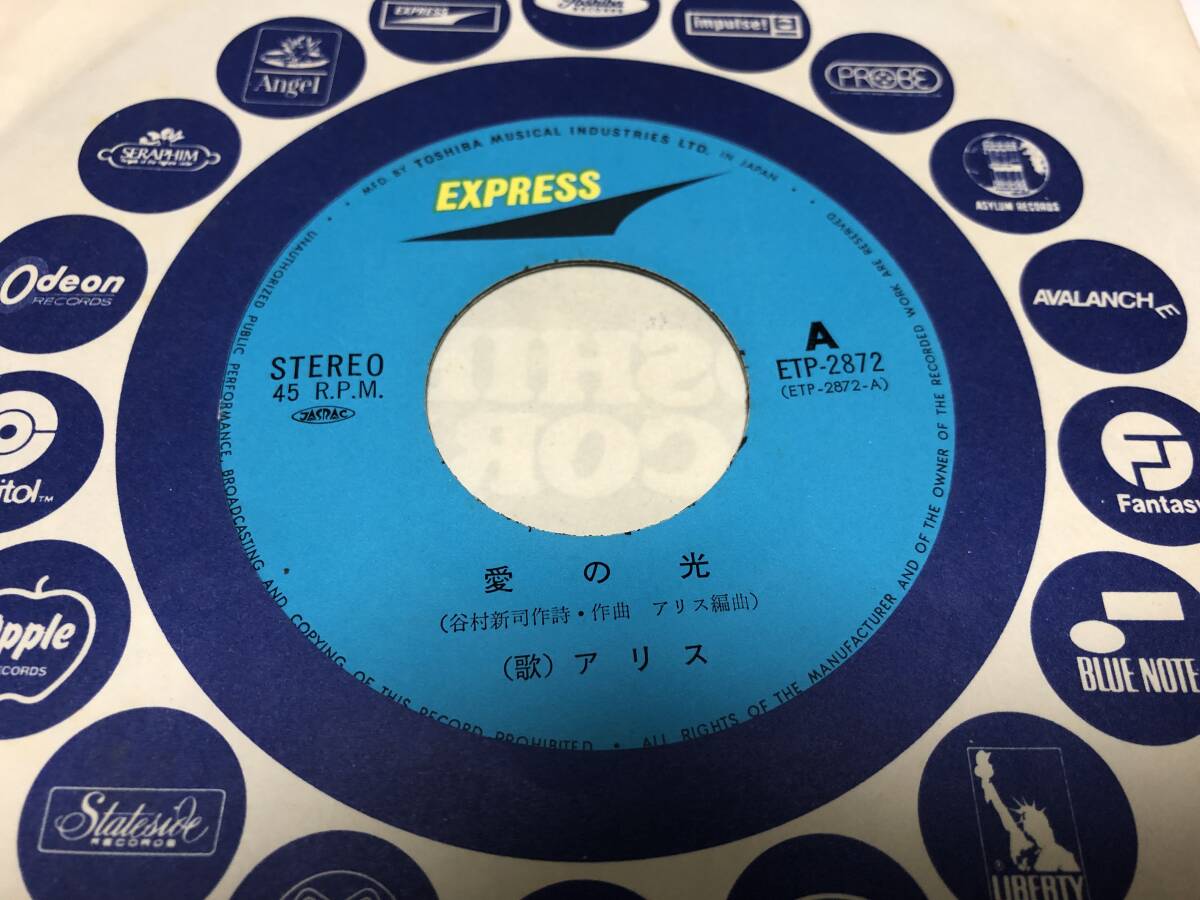 EXPRESS
Toshiba
RECORDS
impulse!
Angel
PROBE
SERAPHIM
ASYLUM RECORDS
Odeon
RECORDS
AVALANCHE
itol™
Fantasy
Apple
RECORDS
BLUE NOTE
Stateside
RECORDS
LIBERTY
MFD. BY TOSHIBA MUSICAL INDUSTRIES LTD. IN JAPAN •
UNAUTHORIZED PUBLIC PERFORMANCE, BROADCASTING AND COPYING OF THIS RECORD PROHIBITED • ALL RIGHTS OF THE MANUFACTURER AND OF THE OWNER OF THE RECORDED WORK ARE RESERVED
EXPRESS
STEREO
45 R.P.M.
JASRAC
A
ETP-2872
(ETP-2872-A)
愛の光
(谷村新司作詩・作曲 アリス編曲)
(歌)アリス